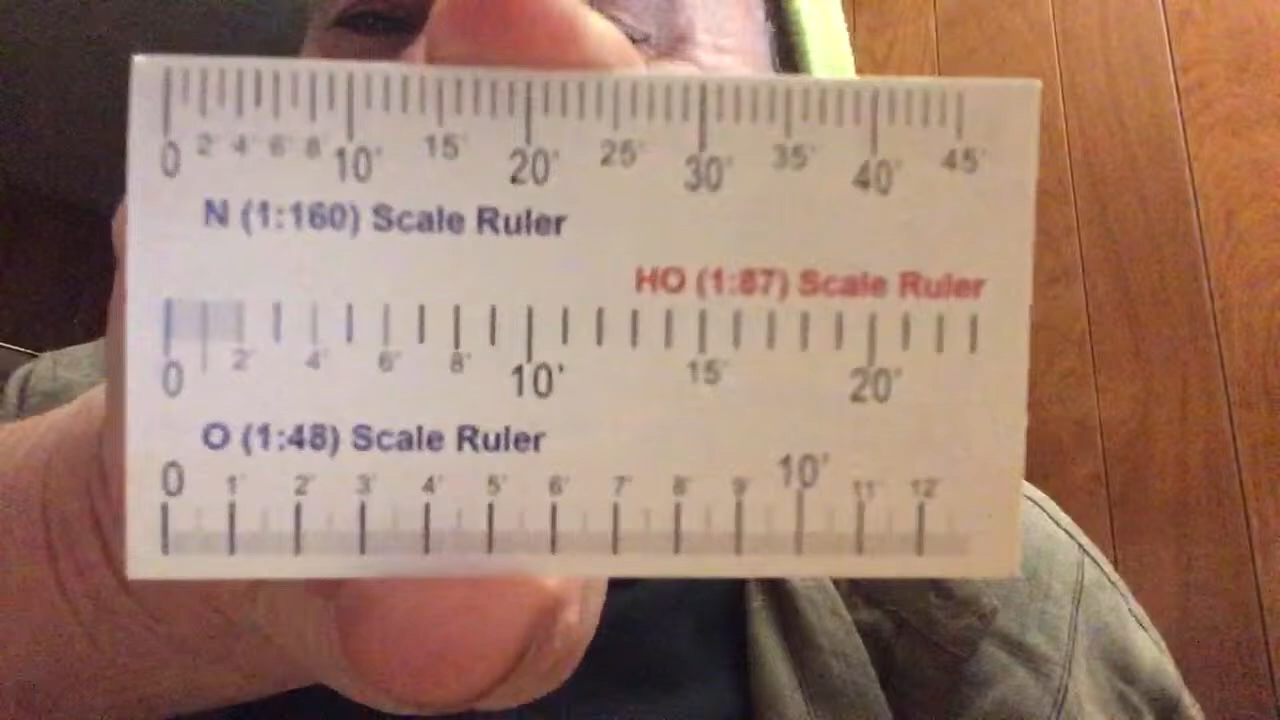 0 2' 4' 6' 8' 10' 15' 20' 25' 30' 35' 40' 45'
N (1:160) Scale Ruler
HO (1:87) Scale Ruler
0 2' 4' 6' 8' 10' 15' 20'
O (1:48) Scale Ruler
0 1' 2' 3' 4' 5' 6' 7' 8' 9' 10' 11' 12'